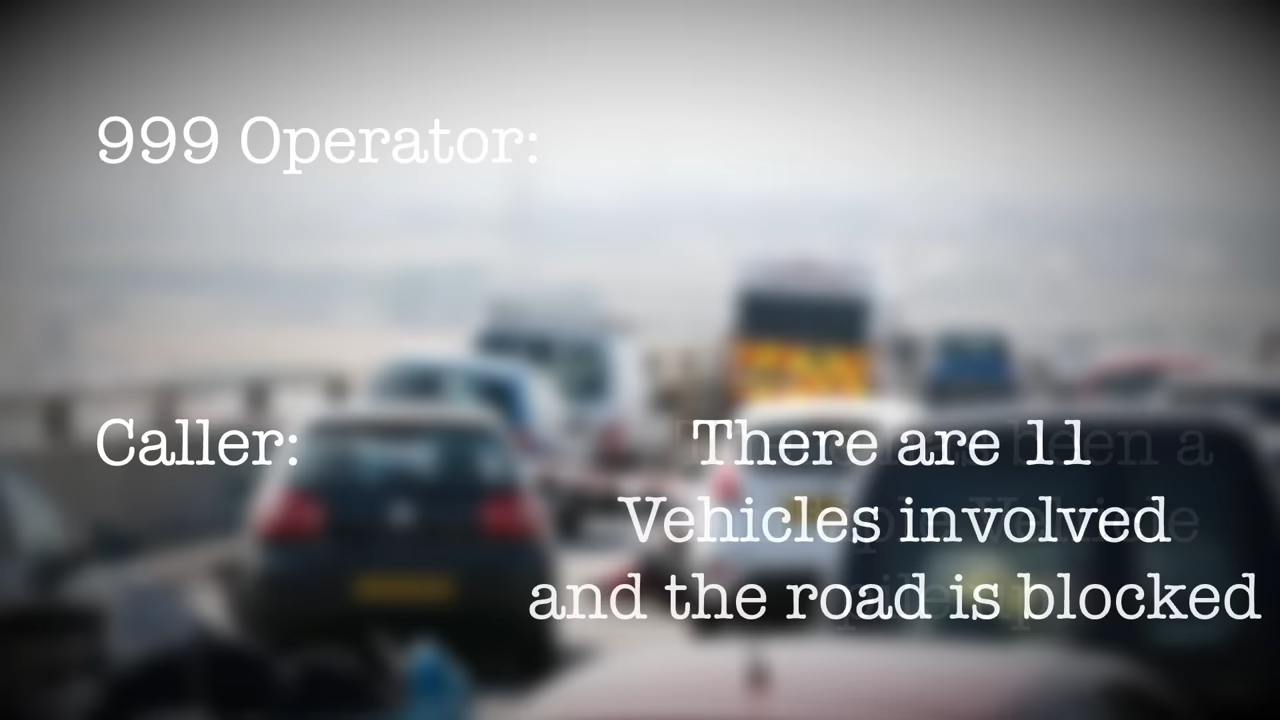 999 Operator:
Caller:
There are 11
Vehicles involved
and the road is blocked